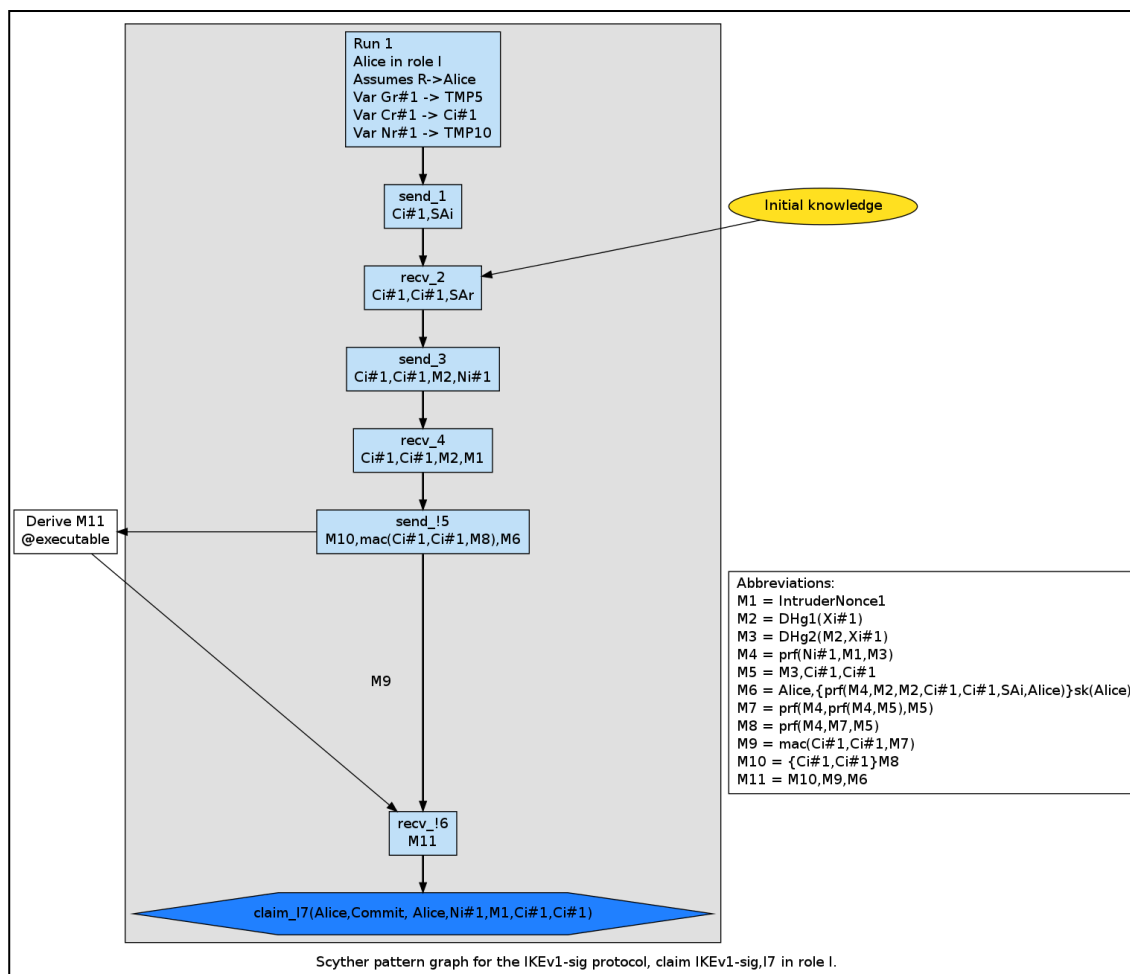 Run 1
Alice in role I
Assumes R->Alice
Var Gr#1 -> TMP5
Var Cr#1 -> Ci#1
Var Nr#1 -> TMP10
send_1
Ci#1,SAi
Initial knowledge
recv_2
Ci#1,Ci#1,SAr
send_3
Ci#1,Ci#1,M2,Ni#1
recv_4
Ci#1,Ci#1,M2,M1
Derive M11
@executable
send_!5
M10,mac(Ci#1,Ci#1,M8),M6
Abbreviations:
M1 = IntruderNonce1
M2 = DHg1(Xi#1)
M3 = DHg2(M2,Xi#1)
M4 = prf(Ni#1,M1,M3)
M5 = M3,Ci#1,Ci#1
M6 = Alice,{prf(M4,M2,M2,Ci#1,Ci#1,SAi,Alice)}sk(Alice)
M7 = prf(M4,prf(M4,M5),M5)
M8 = prf(M4,M7,M5)
M9 = mac(Ci#1,Ci#1,M7)
M10 = {Ci#1,Ci#1}M8
M11 = M10,M9,M6
M9
recv_!6
M11
claim_I7(Alice,Commit, Alice,Ni#1,M1,Ci#1,Ci#1)
Scyther pattern graph for the IKEv1-sig protocol, claim IKEv1-sig,I7 in role I.